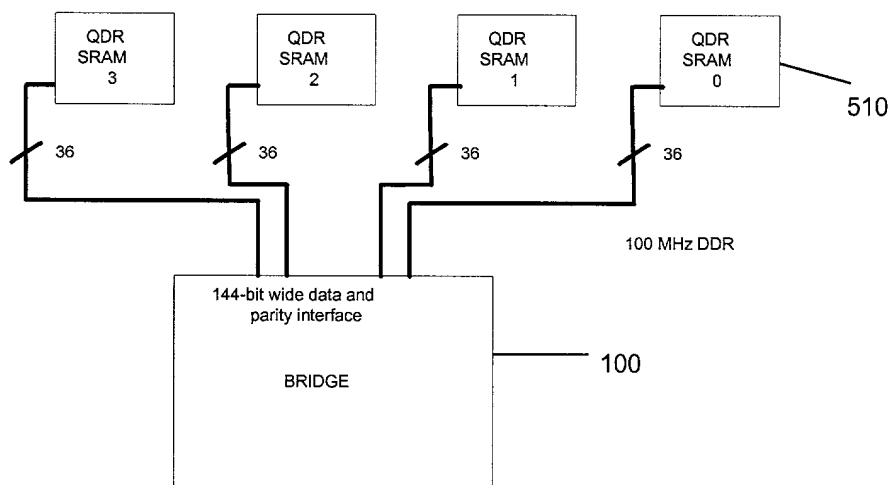 QDR
SRAM
3
QDR
SRAM
2
QDR
SRAM
1
QDR
SRAM
0
510
36
36
36
36
100 MHz DDR
144-bit wide data and
parity interface
100
BRIDGE